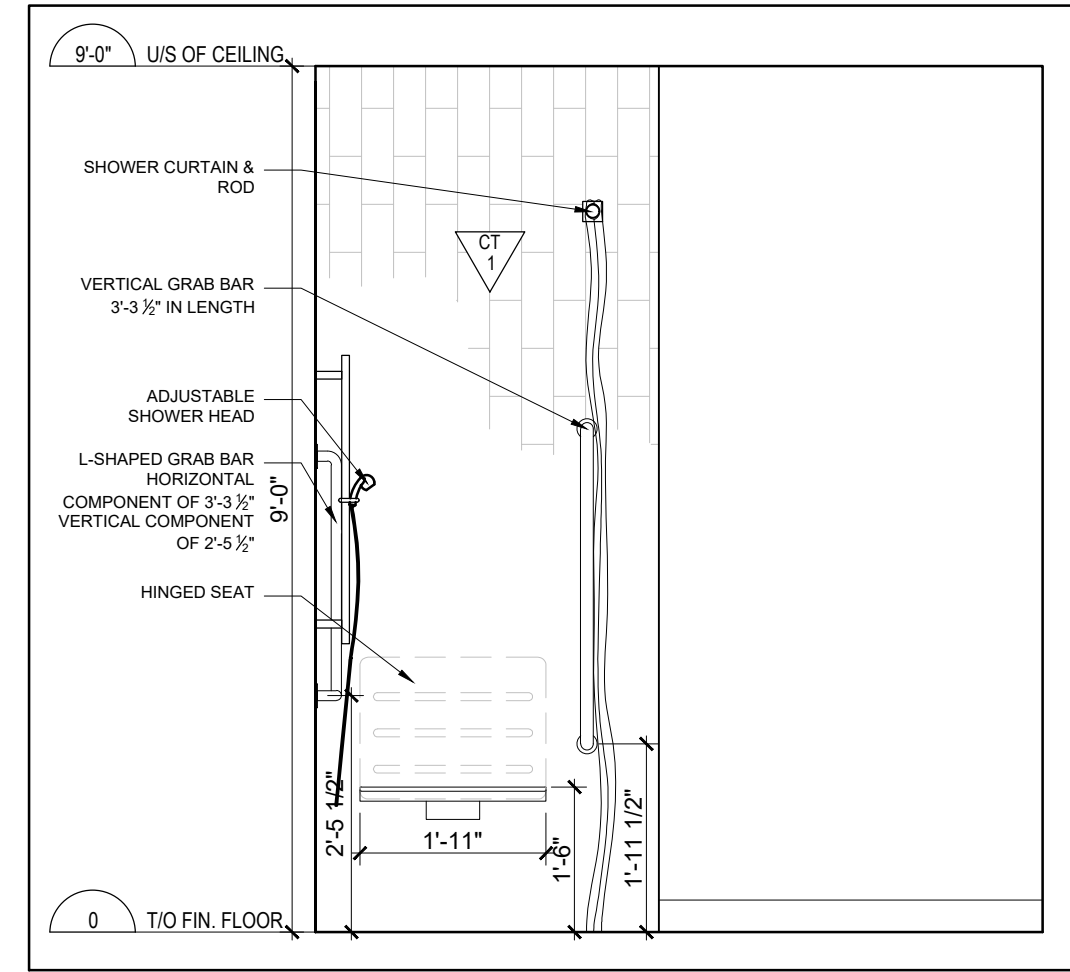 9'-0" U/S OF CEILING
SHOWER CURTAIN &
ROD
CT
1
VERTICAL GRAB BAR
3'-3 ½" IN LENGTH
ADJUSTABLE
SHOWER HEAD
L-SHAPED GRAB BAR
HORIZONTAL
COMPONENT OF 3'-3 ½"
VERTICAL COMPONENT
OF 2'-5 ½"
9'-0"
HINGED SEAT
2'-5 1/2"
1'-11"
1'-6"
1'-11 1/2"
0 T/O FIN. FLOOR